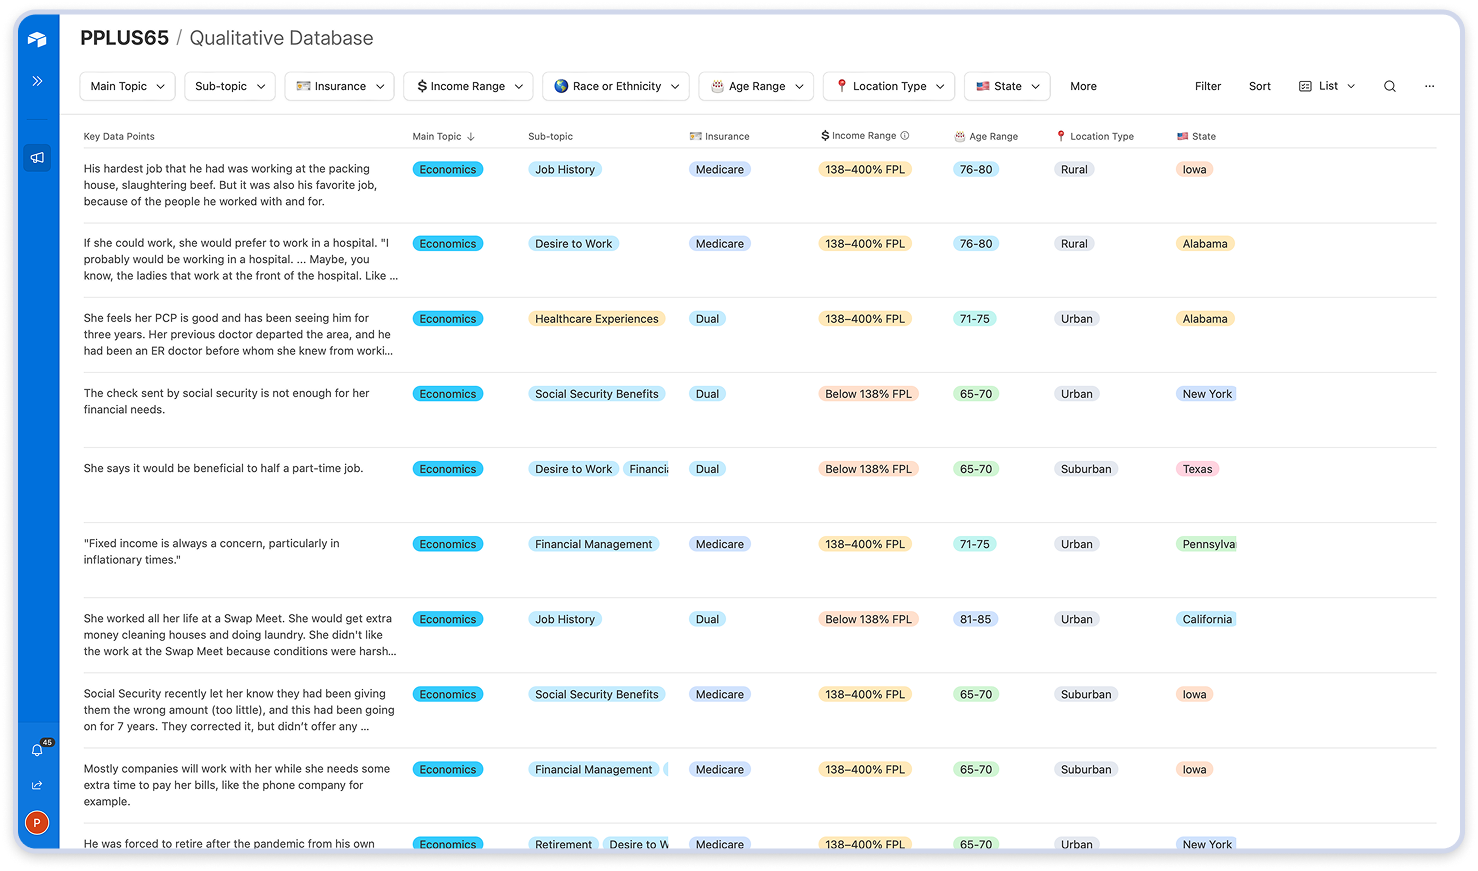 PPLUS65 / Qualitative Database
Main Topic Sub-topic Insurance $ Income Range Race or Ethnicity Age Range Location Type State More Filter Sort List ...
Key Data Points Main Topic ↓ Sub-topic Insurance $ Income Range Age Range Location Type State
His hardest job that he had was working at the packing
house, slaughtering beef. But it was also his favorite job,
because of the people he worked with and for.
Economics Job History Medicare 138–400% FPL 76-80 Rural Iowa
If she could work, she would prefer to work in a hospital. "I
probably would be working in a hospital. ... Maybe, you
know, the ladies that work at the front of the hospital. Like ...
Economics Desire to Work Medicare 138–400% FPL 76-80 Rural Alabama
She feels her PCP is good and has been seeing him for
three years. Her previous doctor departed the area, and he
had been an ER doctor before whom she knew from worki...
Economics Healthcare Experiences Dual 138–400% FPL 71-75 Urban Alabama
The check sent by social security is not enough for her
financial needs.
Economics Social Security Benefits Dual Below 138% FPL 65-70 Urban New York
She says it would be beneficial to half a part-time job.
Economics Desire to Work Financi Dual Below 138% FPL 65-70 Suburban Texas
"Fixed income is always a concern, particularly in
inflationary times."
Economics Financial Management Medicare 138–400% FPL 71-75 Urban Pennsylva
She worked all her life at a Swap Meet. She would get extra
money cleaning houses and doing laundry. She didn't like
the work at the Swap Meet because conditions were harsh...
Economics Job History Dual Below 138% FPL 81-85 Urban California
Social Security recently let her know they had been giving
them the wrong amount (too little), and this had been going
on for 7 years. They corrected it, but didn't offer any ...
Economics Social Security Benefits Medicare 138–400% FPL 65-70 Suburban Iowa
Mostly companies will work with her while she needs some
extra time to pay her bills, like the phone company for
example.
Economics Financial Management Medicare 138–400% FPL 65-70 Suburban Iowa
He was forced to retire after the pandemic from his own
Economics Retirement Desire to W Medicare 138–400% FPL 65-70 Urban New York
45
P